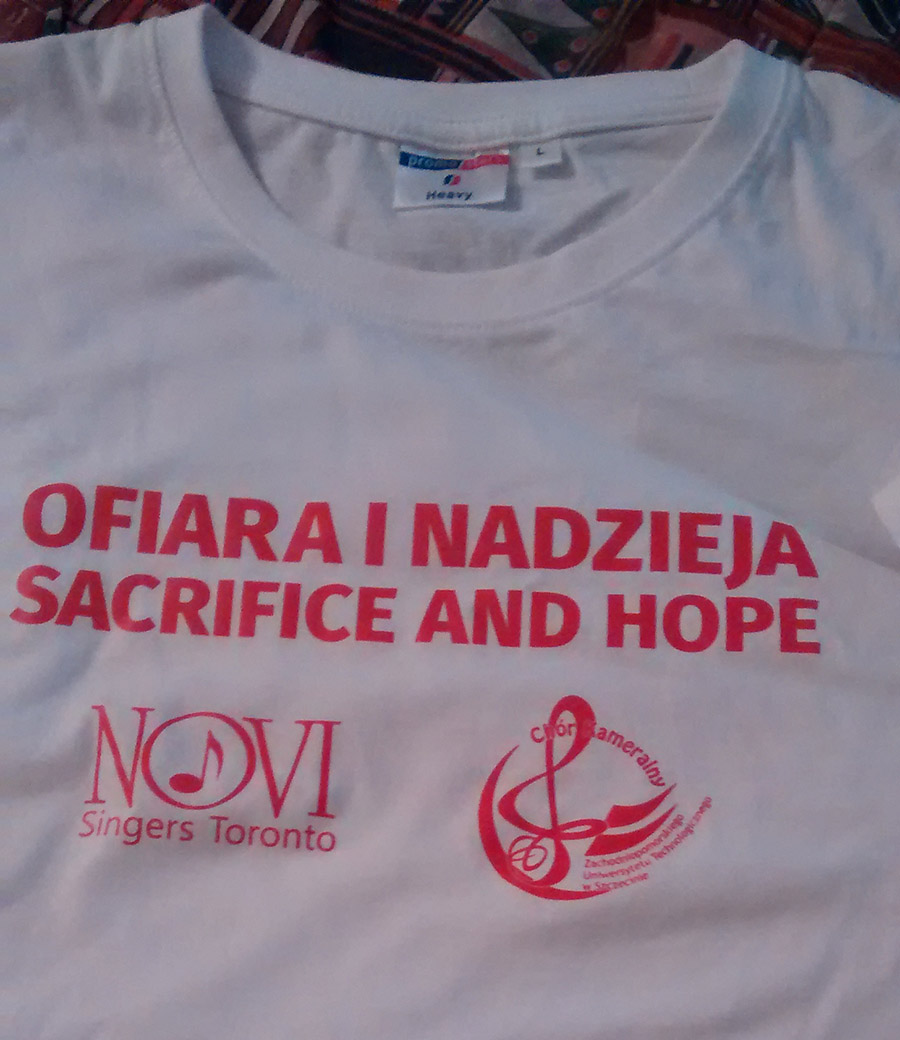 L
Heavy
OFIARA I NADZIEJA
SACRIFICE AND HOPE
NOVI
Singers Toronto
Chór Kameralny
Zachodniopomorskiego
Uniwersytetu Technologicznego
w Szczecinie